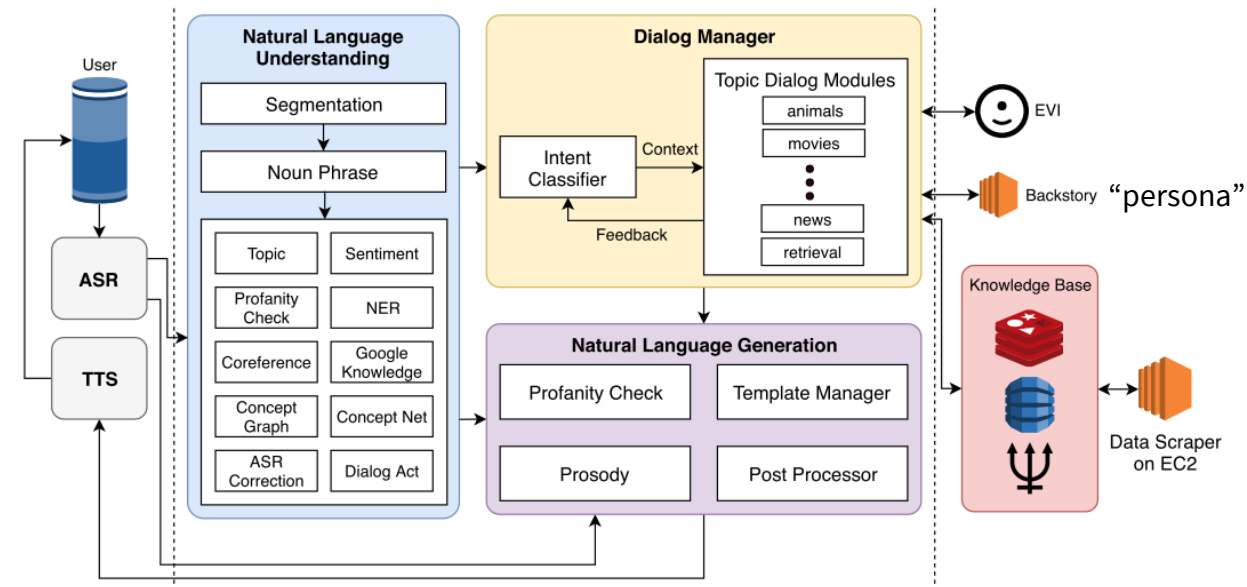 User
ASR
TTS
Natural Language
Understanding
Segmentation
Noun Phrase
Topic
Sentiment
Profanity
Check
NER
Coreference
Google
Knowledge
Concept
Graph
Concept Net
ASR
Correction
Dialog Act
Dialog Manager
Intent
Classifier
Context
Feedback
Topic Dialog Modules
animals
movies
news
retrieval
Natural Language Generation
Profanity Check
Template Manager
Prosody
Post Processor
EVI
Backstory “persona”
Knowledge Base
Data Scraper
on EC2